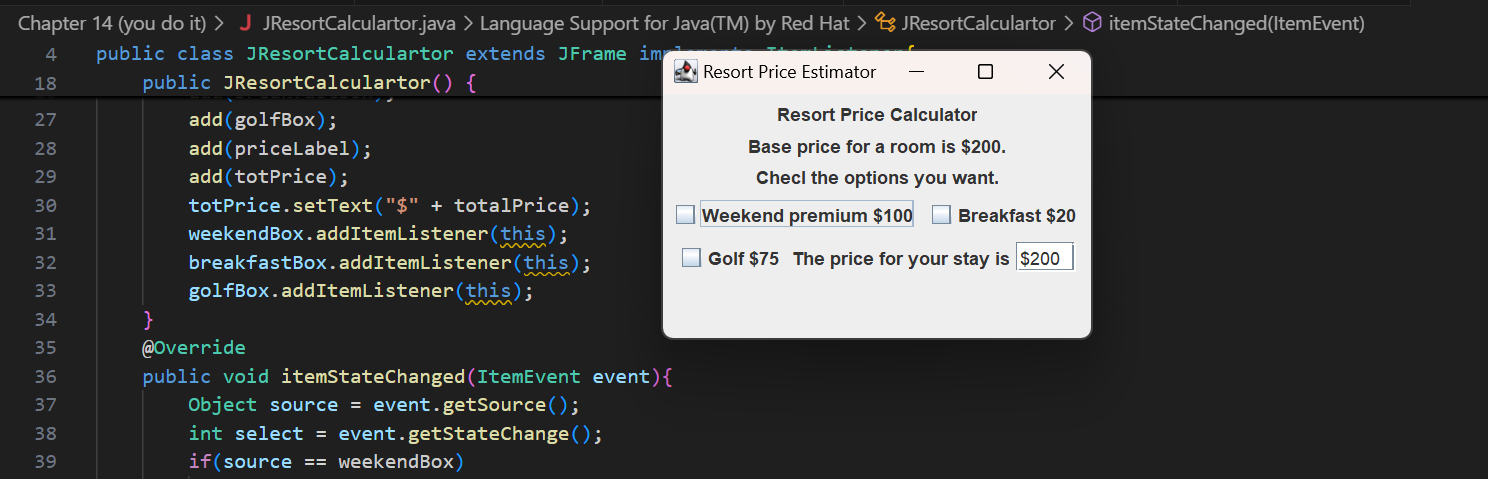 Chapter 14 (you do it) > J JResortCalculartor.java > Language Support for Java(TM) by Red Hat > JResortCalculartor > itemStateChanged(ItemEvent)
4 public class JResortCalculartor extends JFrame
18 public JResortCalculartor() {
27 add(golfBox);
28 add(priceLabel);
29 add(totPrice);
30 totPrice.setText("$" + totalPrice);
31 weekendBox.addItemListener(this);
32 breakfastBox.addItemListener(this);
33 golfBox.addItemListener(this);
34 }
35 @Override
36 public void itemStateChanged(ItemEvent event){
37 Object source = event.getSource();
38 int select = event.getStateChange();
39 if(source == weekendBox)
Resort Price Estimator
Resort Price Calculator
Base price for a room is $200.
Checl the options you want.
Weekend premium $100 Breakfast $20
Golf $75 The price for your stay is $200